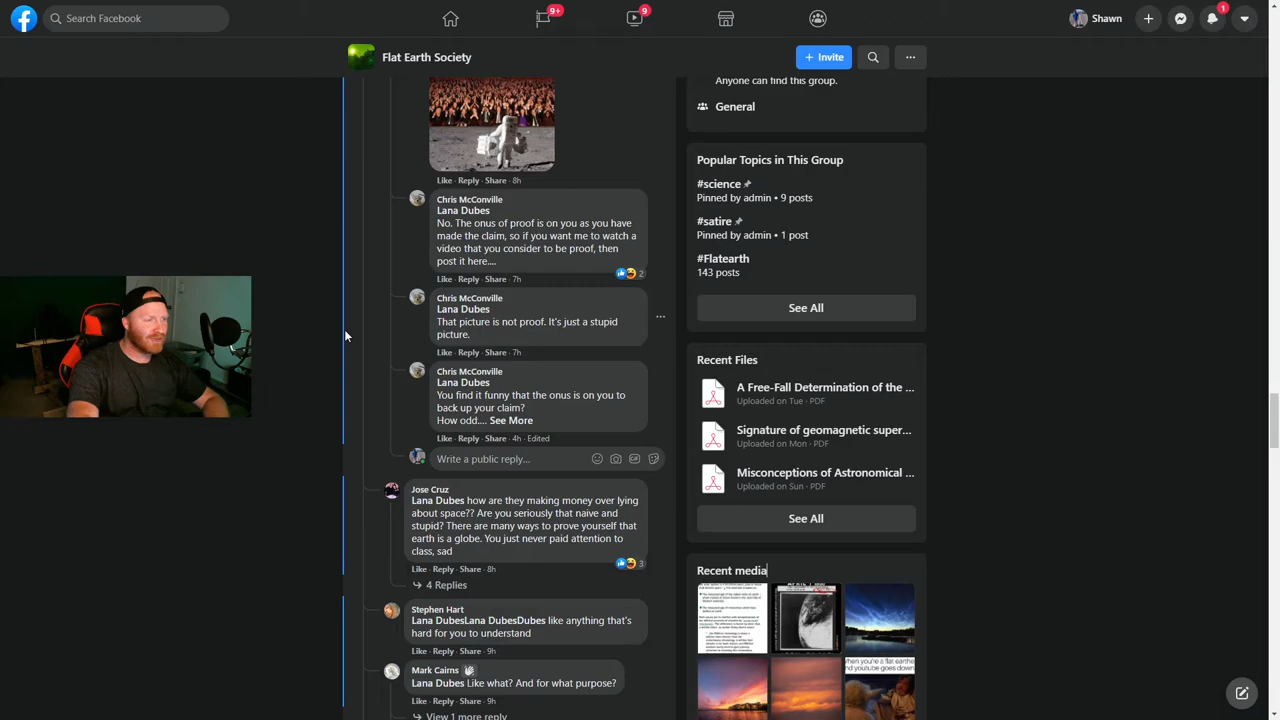 Search Facebook
9+
9
Shawn
1
Flat Earth Society
+ Invite
Like · Reply · Share · 8h
Chris McConville
Lana Dubes
No. The onus of proof is on you as you have
made the claim, so if you want me to watch a
video that you consider to be proof, then
post it here....
2
Like · Reply · Share · 7h
Chris McConville
Lana Dubes
That picture is not proof. It's just a stupid
picture.
Like · Reply · Share · 7h
Chris McConville
Lana Dubes
You find it funny that the onus is on you to
back up your claim?
How odd.... See More
Like · Reply · Share · 4h · Edited
Write a public reply...
GIF
Jose Cruz
Lana Dubes how are they making money over lying
about space?? Are you seriously that naive and
stupid? There are many ways to prove yourself that
earth is a globe. You just never paid attention to
class, sad
3
Like · Reply · Share · 8h
4 Replies
Stephen Hart
Dubes like anything
hard for you to understand
Like · Reply · Share · 9h
Mark Cairns
Lana Dubes Like what? And for what purpose?
Like · Reply · Share · 9h
View 1 more reply
Anyone can find this group.
General
Popular Topics in This Group
#science
Pinned by admin • 9 posts
#satire
Pinned by admin • 1 post
#Flatearth
143 posts
See All
Recent Files
A Free-Fall Determination of the ...
Uploaded on Tue · PDF
Signature of geomagnetic super...
Uploaded on Mon · PDF
Misconceptions of Astronomical ...
Uploaded on Sun · PDF
See All
Recent media
When you're a flat earther
and youtube goes down